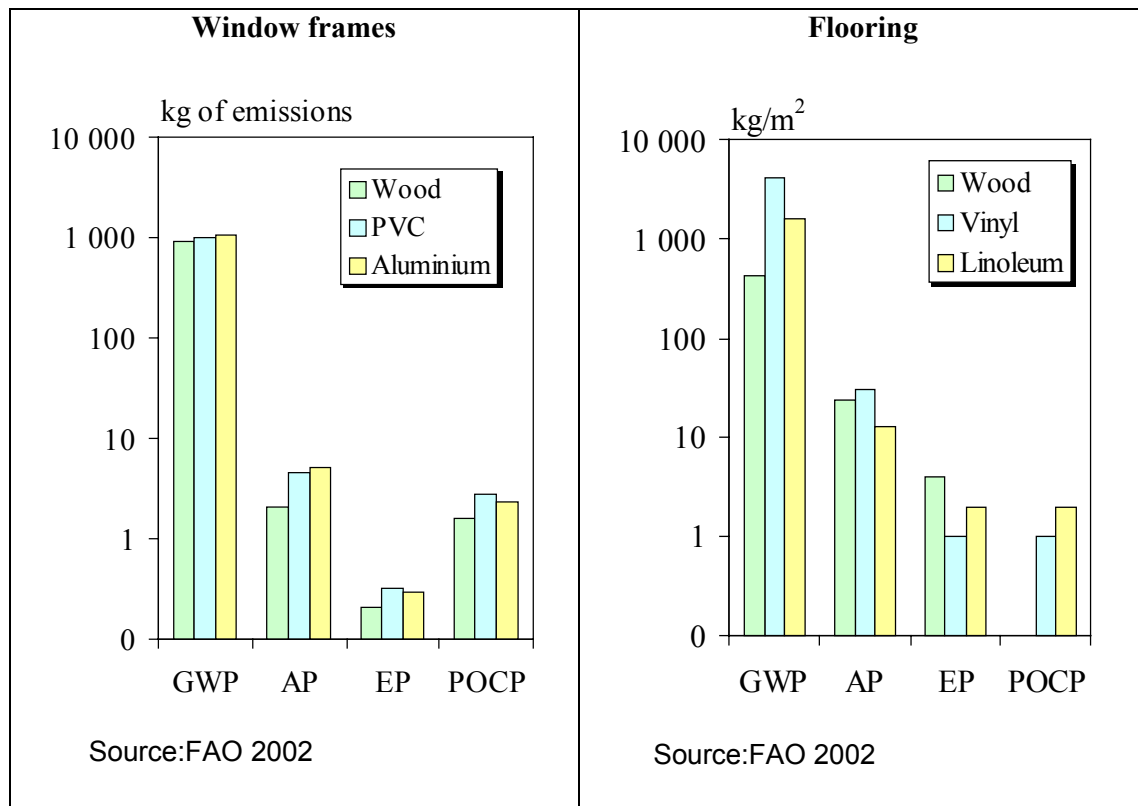 Window frames
kg of emissions
10 000
1 000
100
10
1
0
Wood
PVC
Aluminium
GWP AP EP POCP
Source:FAO 2002
Flooring
kg/m²
10 000
1 000
100
10
1
0
Wood
Vinyl
Linoleum
GWP AP EP POCP
Source:FAO 2002